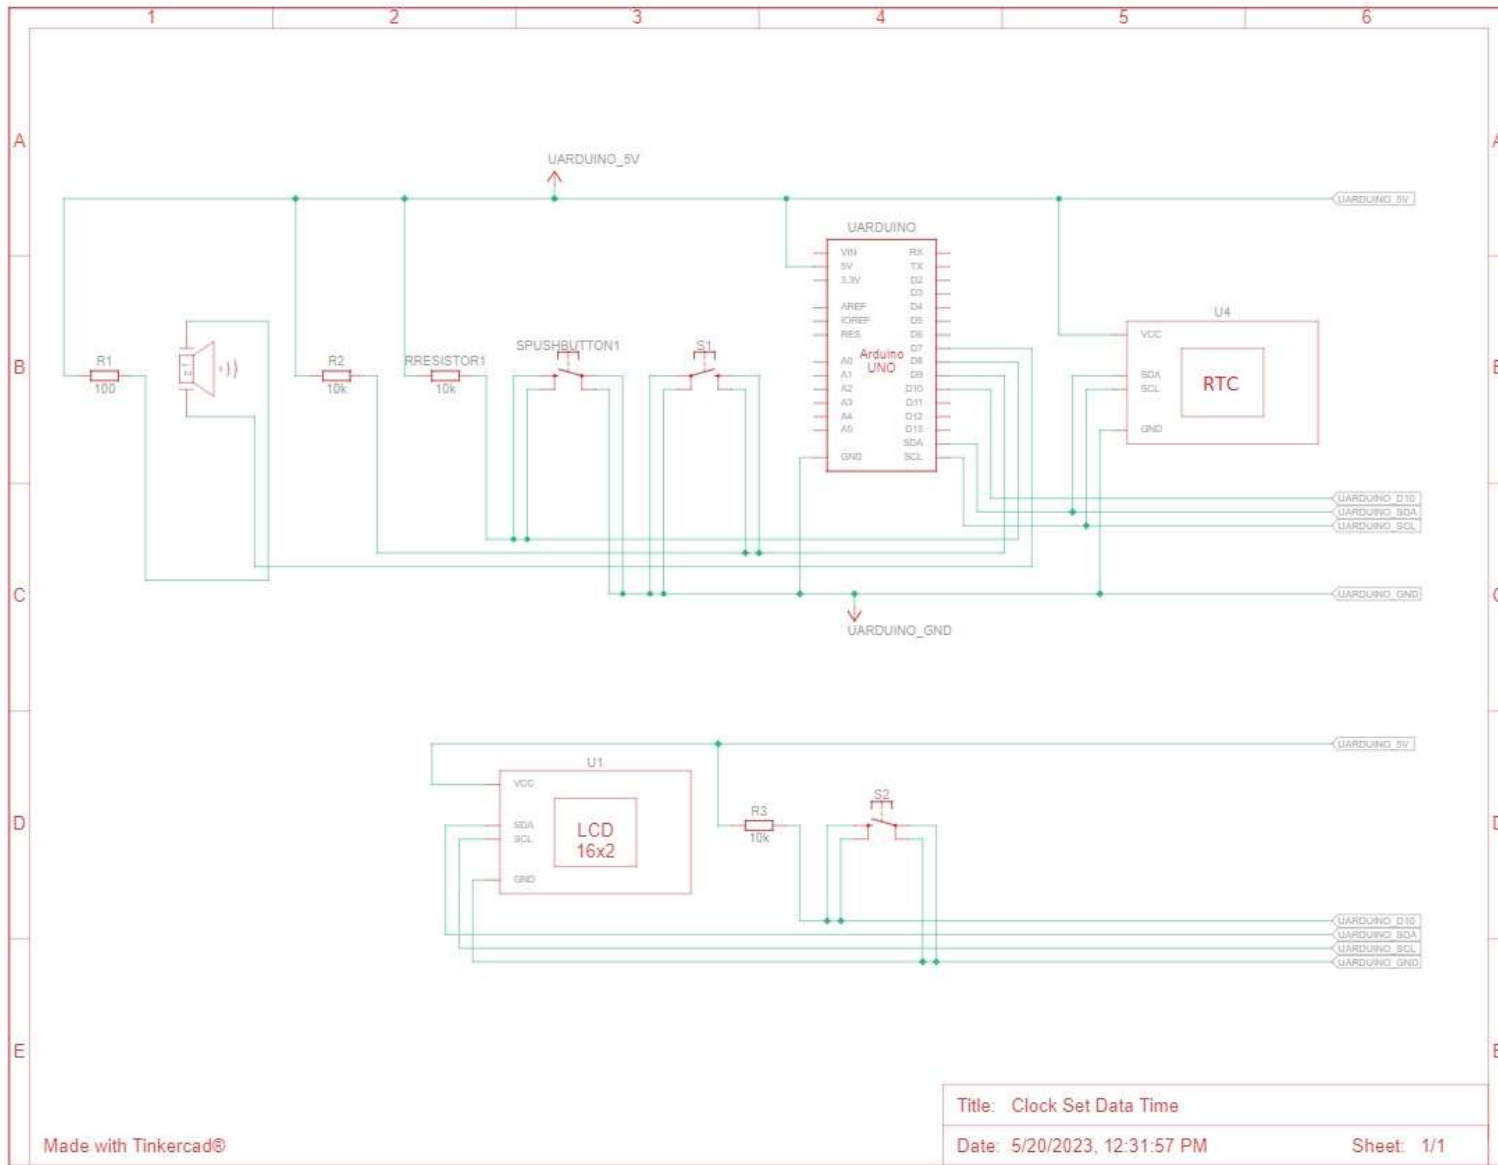 1 2 3 4 5 6
A A
UARDUINO_5V
UARDUINO_5V
UARDUINO
VIN RX
5V TX
3.3V D2
D3
AREF D4
IOREF D5
RES D6
D7
A0 D8
A1 D9
A2 D10
A3 D11
A4 D12
A5 D13
SDA
GND SCL
Arduino
UNO
U4
VCC
SDA
SCL
GND
RTC
B B
R1
100
1 2
R2
10k
RRESISTOR1
10k
SPUSHBUTTON1
S1
UARDUINO_D10
UARDUINO_SDA
UARDUINO_SCL
C C
UARDUINO_GND
UARDUINO_GND
UARDUINO_5V
U1
VCC
SDA
SCL
GND
LCD
16x2
D D
R3
10k
S2
UARDUINO_D10
UARDUINO_SDA
UARDUINO_SCL
UARDUINO_GND
E E
Title: Clock Set Data Time
Made with Tinkercad®
Date: 5/20/2023, 12:31:57 PM Sheet: 1/1